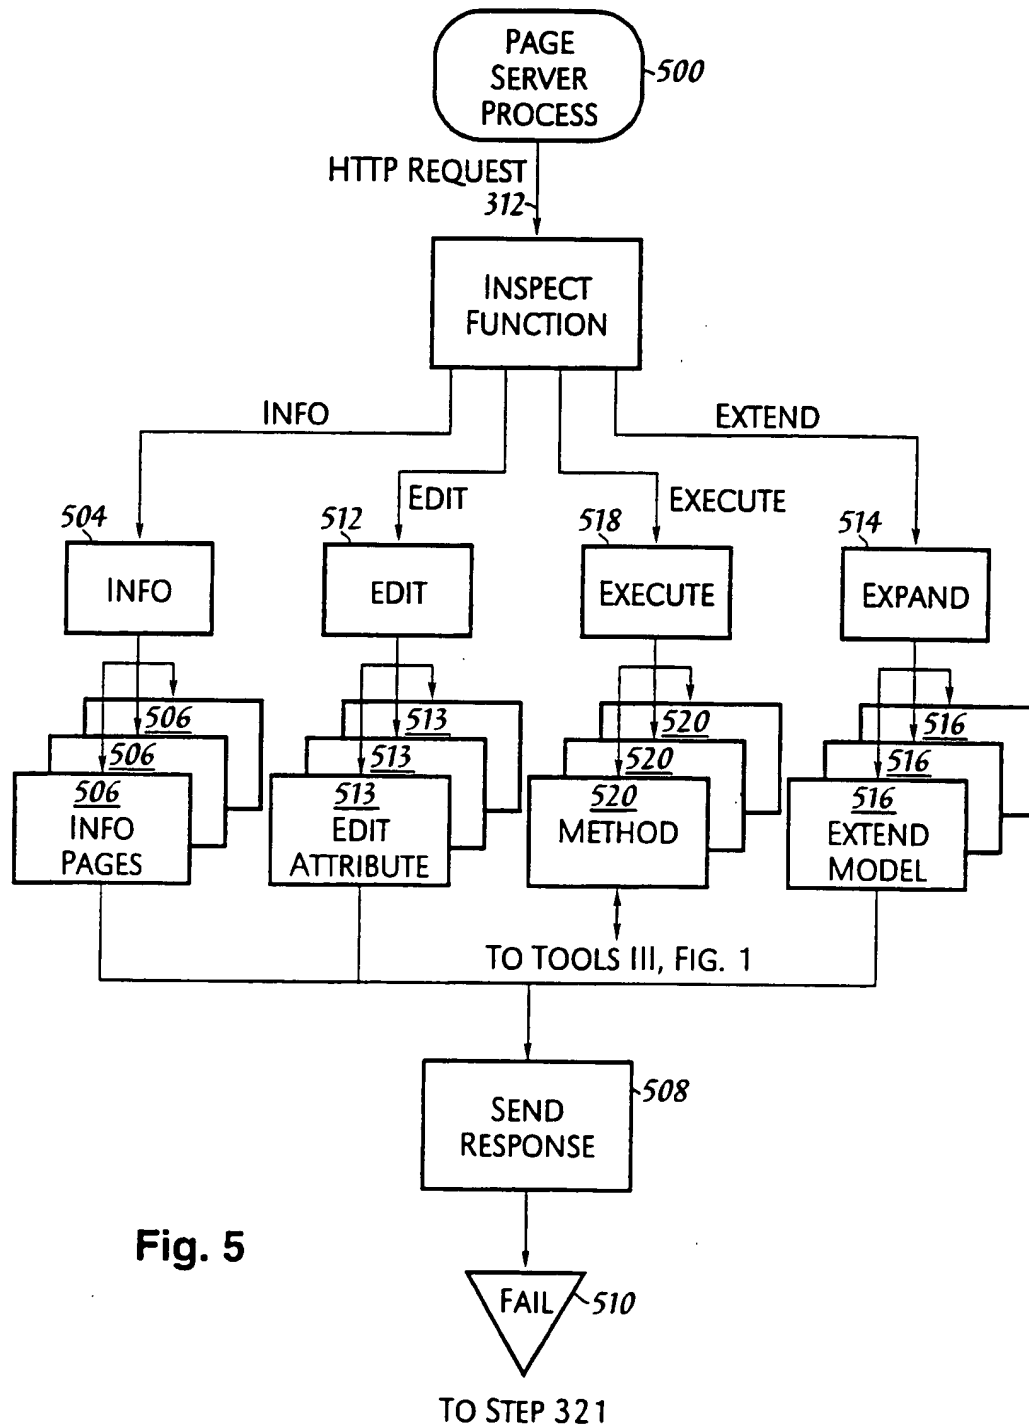 PAGE
SERVER
PROCESS
500
HTTP REQUEST
312
INSPECT
FUNCTION
INFO
EXTEND
EDIT
EXECUTE
504
512
518
514
INFO
EDIT
EXECUTE
EXPAND
506
513
520
516
506
513
520
516
506
513
520
516
INFO
PAGES
EDIT
ATTRIBUTE
METHOD
EXTEND
MODEL
TO TOOLS III, FIG. 1
508
SEND
RESPONSE
Fig. 5
FAIL
510
TO STEP 321